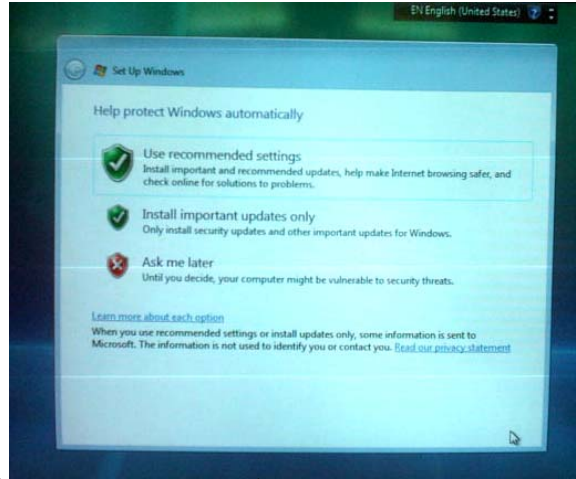 EN English (United States)
Set Up Windows
Help protect Windows automatically
Use recommended settings
Install important and recommended updates, help make Internet browsing safer, and
check online for solutions to problems.
Install important updates only
Only install security updates and other important updates for Windows.
Ask me later
Until you decide, your computer might be vulnerable to security threats.
Learn more about each option
When you use recommended settings or install updates only, some information is sent to
Microsoft. The information is not used to identify you or contact you. Read our privacy statement